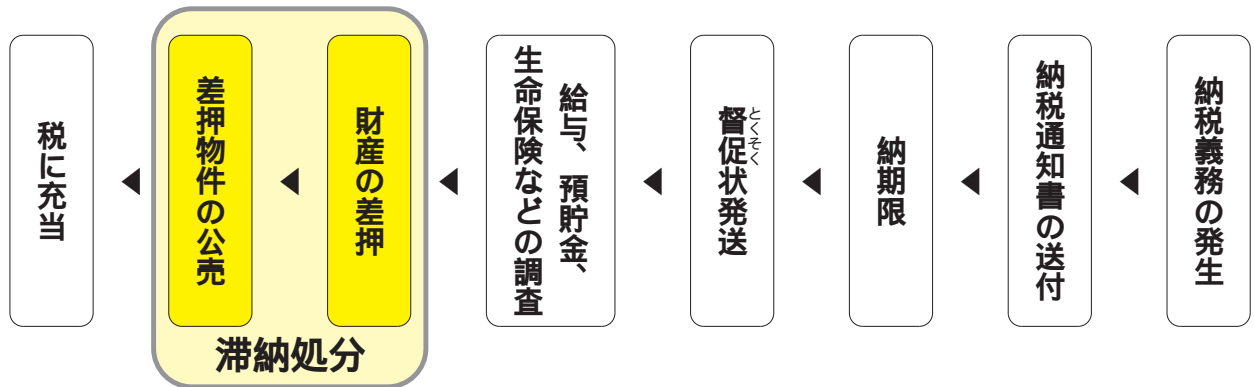 納税義務の発生
納税通知書の送付
納期限
督促状発送
とくそく
給与、預貯金、
生命保険などの調査
財産の差押
差押物件の公売
滞納処分
税に充当